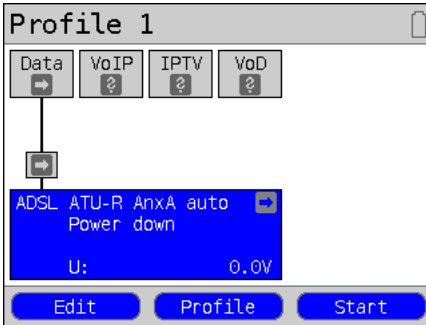 Profile 1
Data VoIP IPTV VoD
? ? ?
ADSL ATU-R AnxA auto
Power down
U: 0.0V
Edit Profile Start